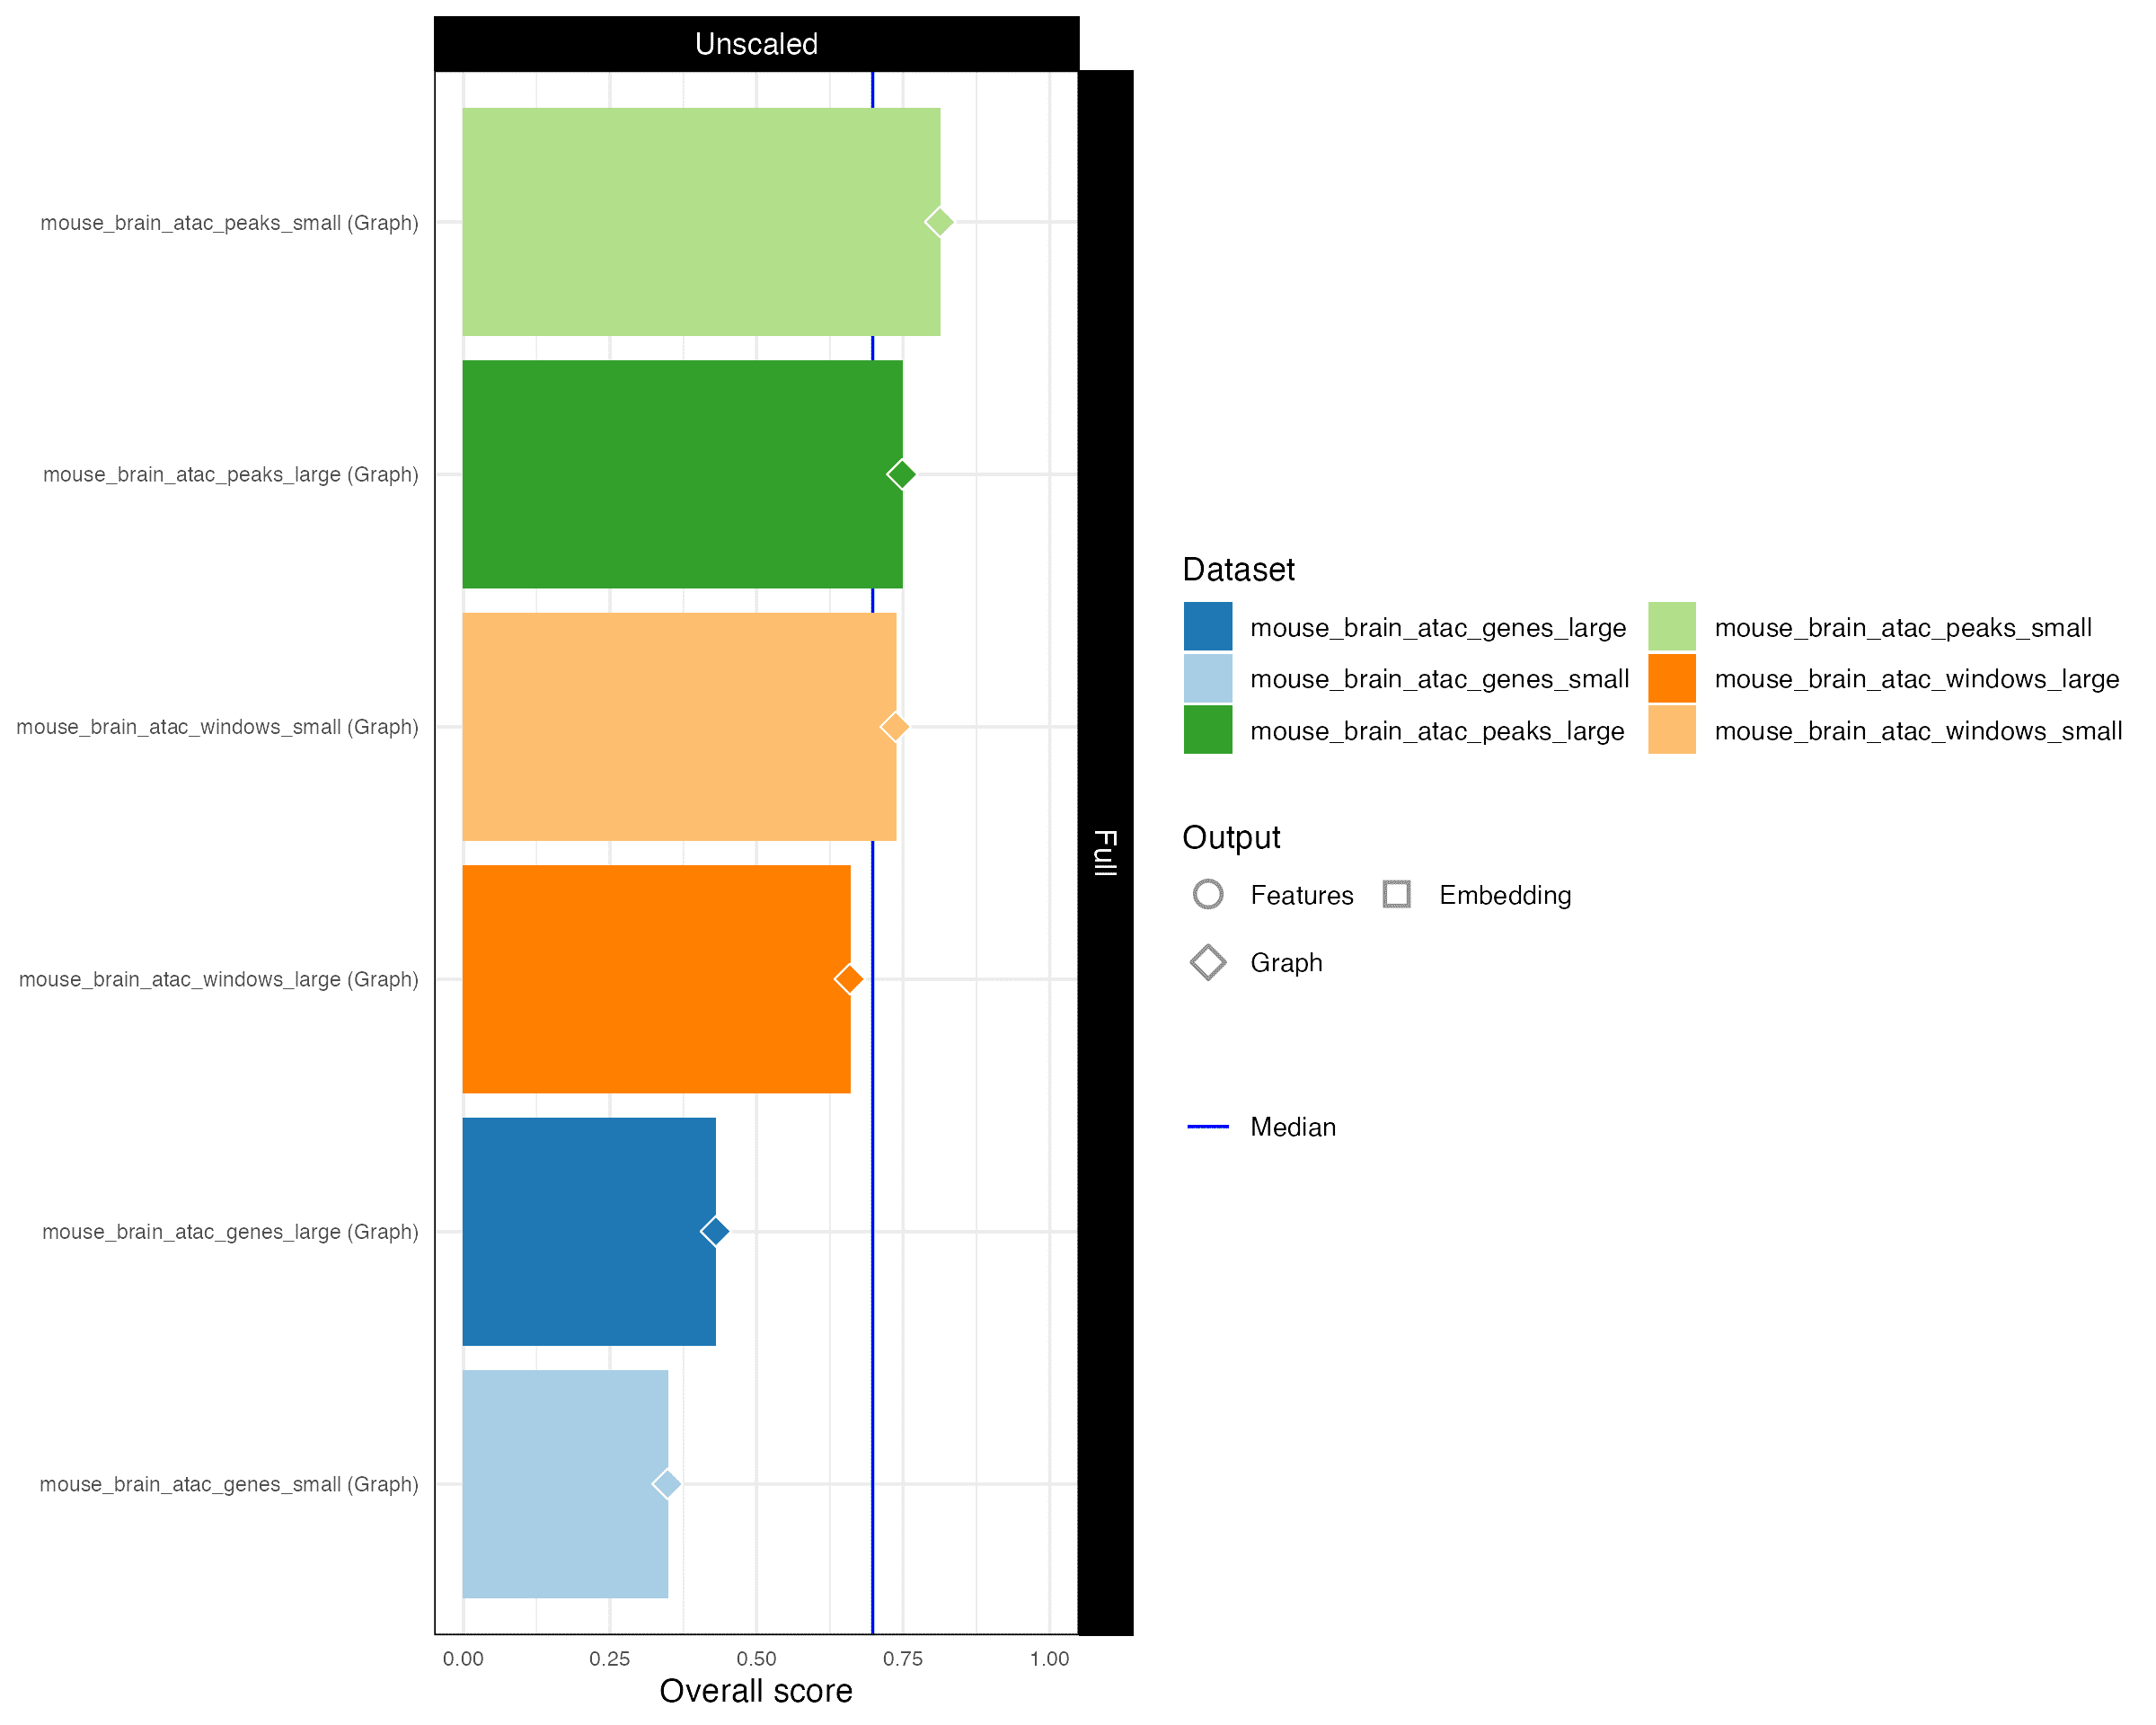 Unscaled
mouse_brain_atac_peaks_small (Graph)
mouse_brain_atac_peaks_large (Graph)
mouse_brain_atac_windows_small (Graph)
mouse_brain_atac_windows_large (Graph)
mouse_brain_atac_genes_large (Graph)
mouse_brain_atac_genes_small (Graph)
0.00 0.25 0.50 0.75 1.00
Overall score
Full
Dataset
mouse_brain_atac_genes_large mouse_brain_atac_peaks_small
mouse_brain_atac_genes_small mouse_brain_atac_windows_large
mouse_brain_atac_peaks_large mouse_brain_atac_windows_small
Output
Features Embedding
Graph
Median